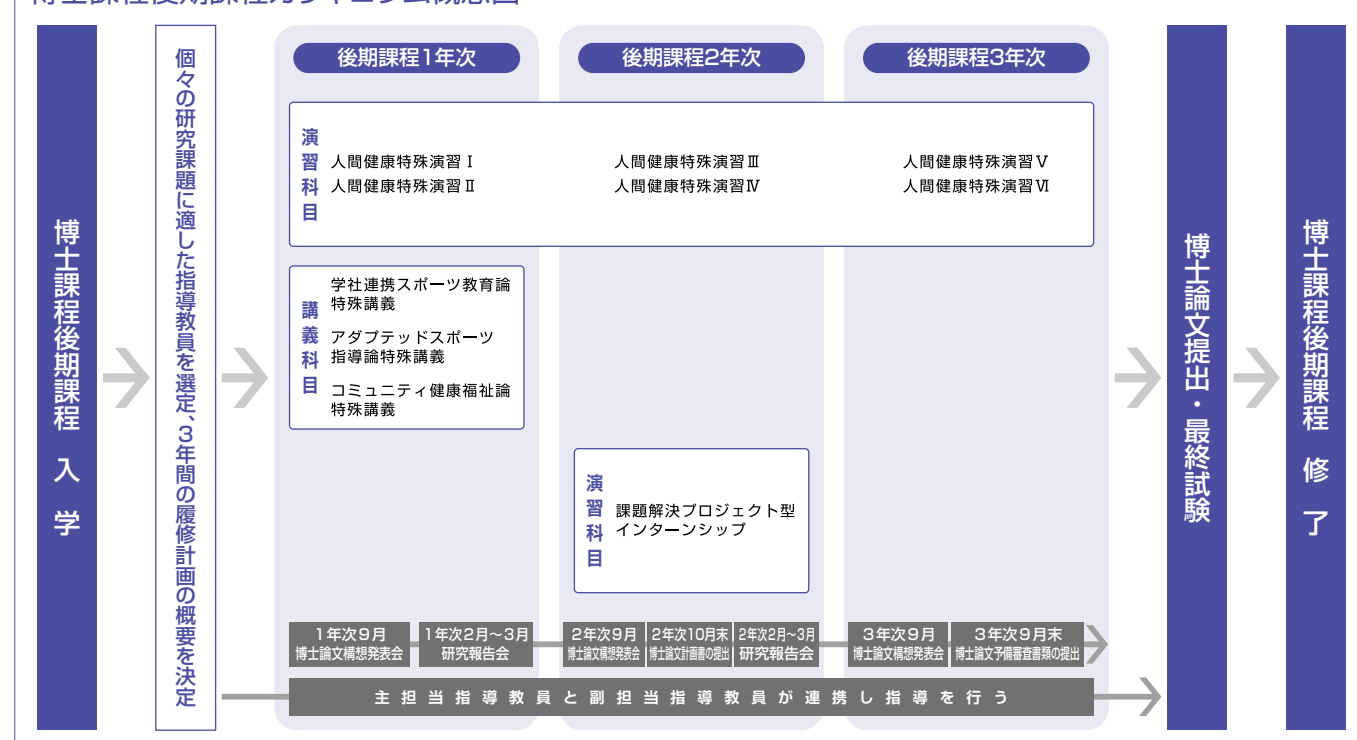 博士課程後期課程カリキュラム概念図
博士課程後期課程 入学
個々の研究課題に適した指導教員を選定、3年間の履修計画の概要を決定
後期課程1年次
後期課程2年次
後期課程3年次
演習科目
人間健康特殊演習Ⅰ
人間健康特殊演習Ⅱ
人間健康特殊演習Ⅲ
人間健康特殊演習Ⅳ
人間健康特殊演習Ⅴ
人間健康特殊演習Ⅵ
講義科目
学社連携スポーツ教育論
特殊講義
アダプテッドスポーツ
指導論特殊講義
コミュニティ健康福祉論
特殊講義
演習科目
課題解決プロジェクト型
インターンシップ
1年次9月
博士論文構想発表会
1年次2月～3月
研究報告会
2年次9月
博士論文構想発表会
2年次10月末
博士論文計画書の提出
2年次2月～3月
研究報告会
3年次9月
博士論文構想発表会
3年次9月末
博士論文予備審査書類の提出
主担当指導教員と副担当指導教員が連携し指導を行う
博士論文提出・最終試験
博士課程後期課程 修了